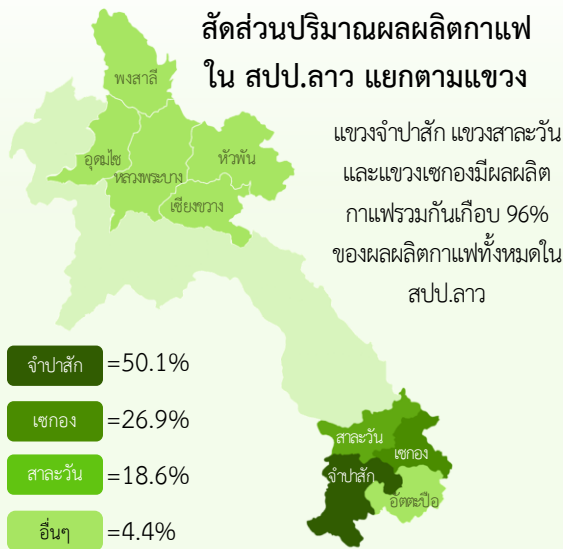 สัดส่วนปริมาณผลผลิตกาแฟ
ใน สปป.ลาว แยกตามแขวง
แขวงจำปาสัก แขวงสาละวัน
และแขวงเซกองมีผลผลิต
กาแฟรวมกันเกือบ 96%
ของผลผลิตกาแฟทั้งหมดใน
สปป.ลาว
พงสาลี
อุดมไซ
หลวงพระบาง
หัวพัน
เซียงขวาง
จำปาสัก =50.1%
เซกอง =26.9%
สาละวัน =18.6%
อื่นๆ =4.4%
สาละวัน
เซกอง
จำปาสัก
อัตตะปือ